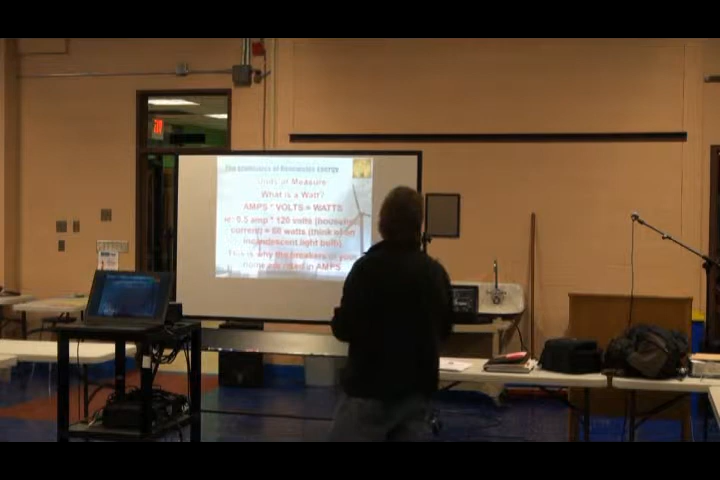 The Economics of Renewable Energy
Units of Measure
What is a Watt?
AMPS * VOLTS = WATTS
0.5 amp * 120 volts (household
current) = 60 watts (think of an
incandescent light bulb)
This is why the breakers in your
home are rated in AMPS